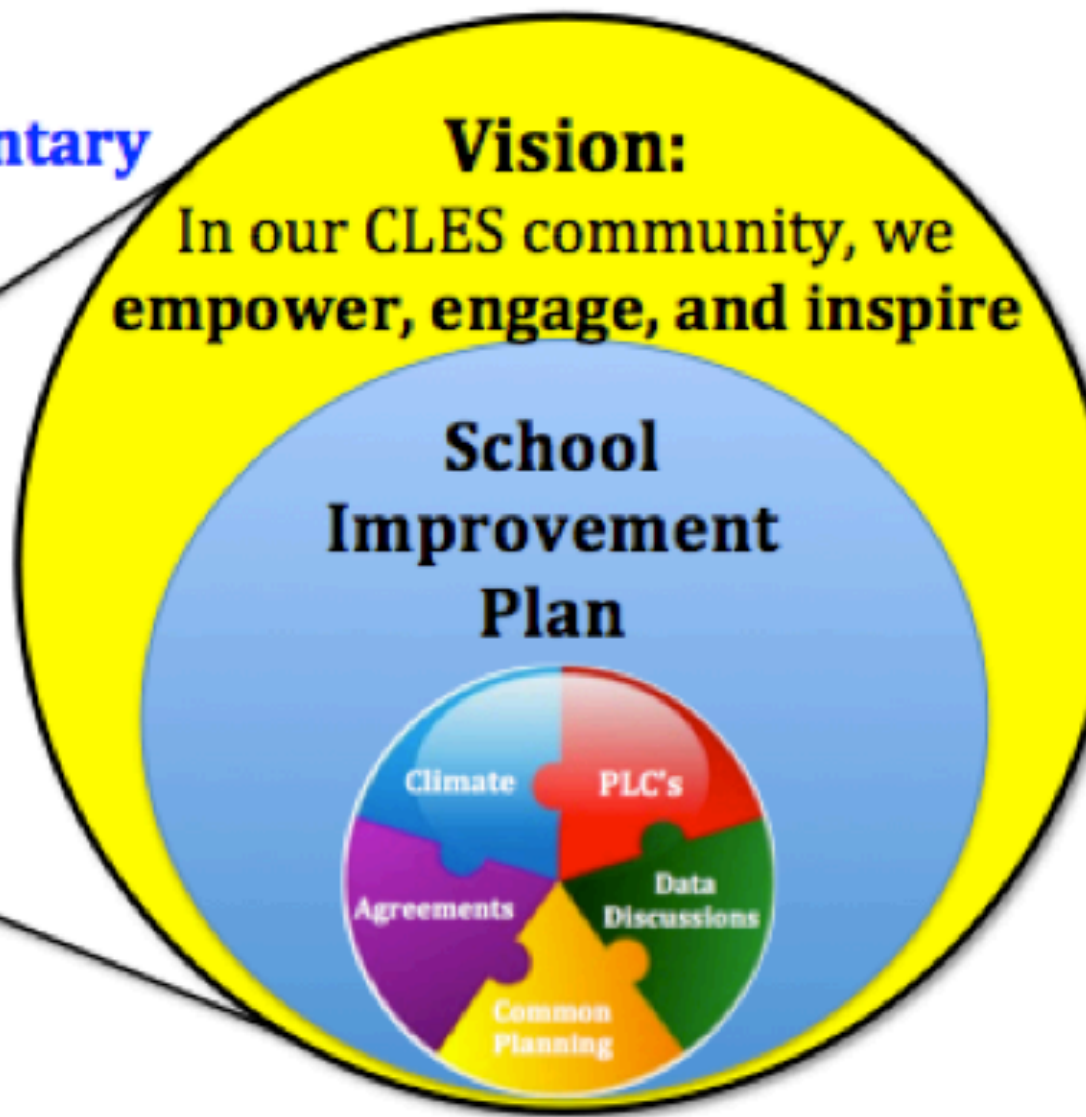 ntary
Vision:
In our CLES community, we
empower, engage, and inspire
School
Improvement
Plan
Climate
PLC's
Agreements
Data
Discussions
Common
Planning